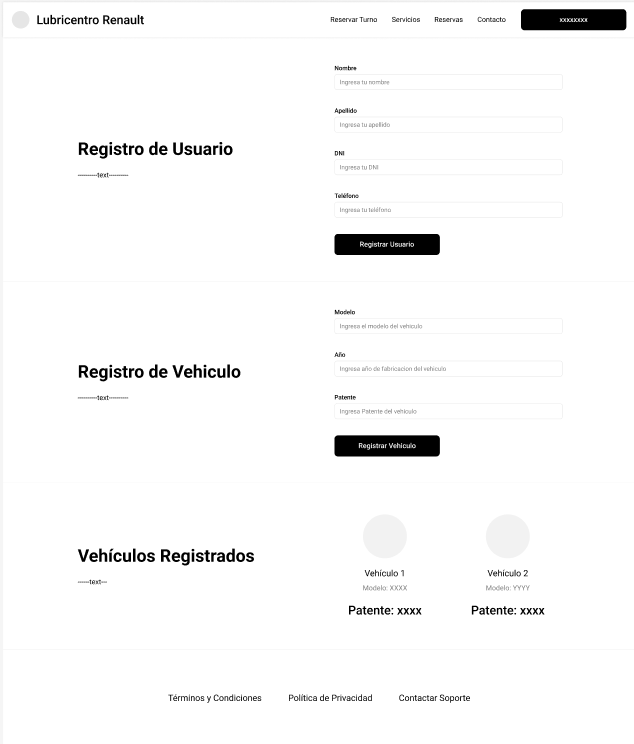 Lubricentro Renault
Reservar Turno
Servicios
Reservas
Contacto
xxxxxxxx
Nombre
Ingresa tu nombre
Apellido
Ingresa tu apellido
Registro de Usuario
----------text---------
DNI
Ingresa tu DNI
Teléfono
Ingresa tu teléfono
Registrar Usuario
Modelo
Ingresa el modelo del vehiculo
Año
Ingresa año de fabricacion del vehiculo
Registro de Vehiculo
----------text---------
Patente
Ingresa Patente del vehiculo
Registrar Vehiculo
Vehículos Registrados
------text---
Vehículo 1
Modelo: XXXX
Patente: xxxx
Vehículo 2
Modelo: YYYY
Patente: xxxx
Términos y Condiciones
Política de Privacidad
Contactar Soporte